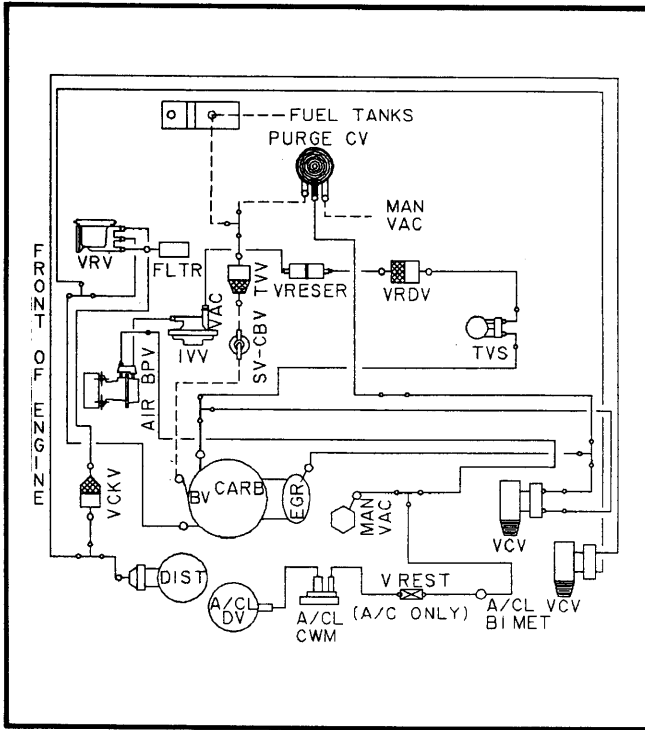 FUEL TANKS
PURGE CV
MAN
VAC
VRV
FLTR
TVV
VRESER
VRDV
FRONT OF ENGINE
VAC
IVV
SV-CBV
TVS
AIR BPV
VCKV
BV
CARB
EGR
MAN
VAC
VCV
DIST
A/CL
DV
A/CL
CWM
V REST
(A/C ONLY)
A/CL
BIMET
VCV